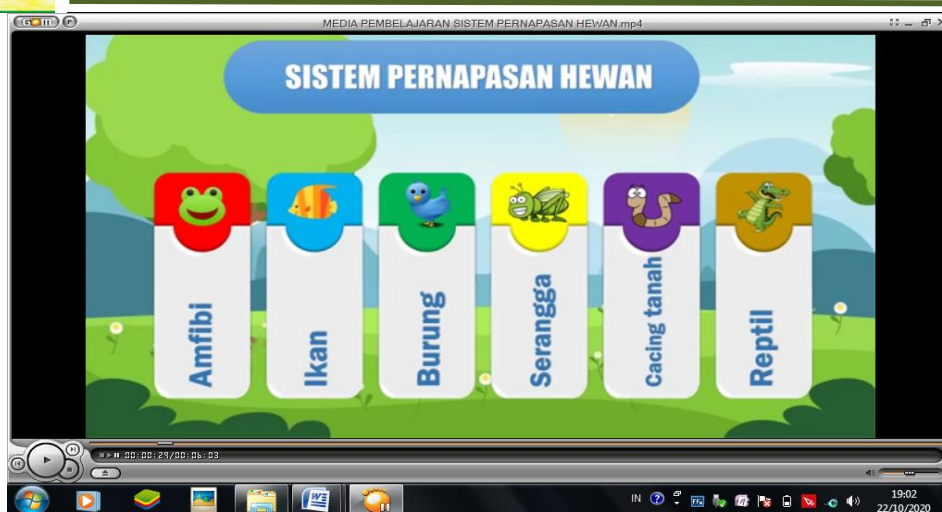 GOM
MEDIA PEMBELAJARAN SISTEM PERNAPASAN HEWAN.mp4
SISTEM PERNAPASAN HEWAN
Amfibi
Ikan
Burung
Serangga
Cacing tanah
Reptil
00:00:29/00:06:03
IN
19:02
22/10/2020